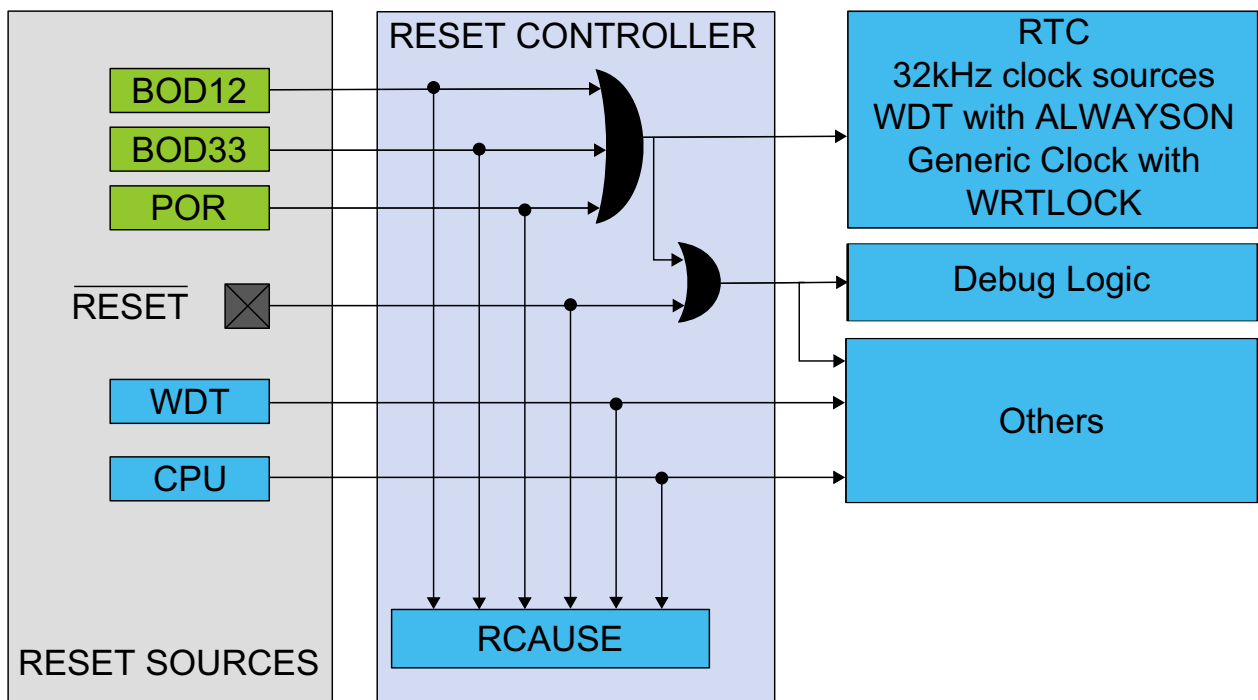 RESET SOURCES
BOD12
BOD33
POR
RESET
WDT
CPU
RESET CONTROLLER
RCAUSE
RTC
32kHz clock sources
WDT with ALWAYSON
Generic Clock with
WRTLOCK
Debug Logic
Others